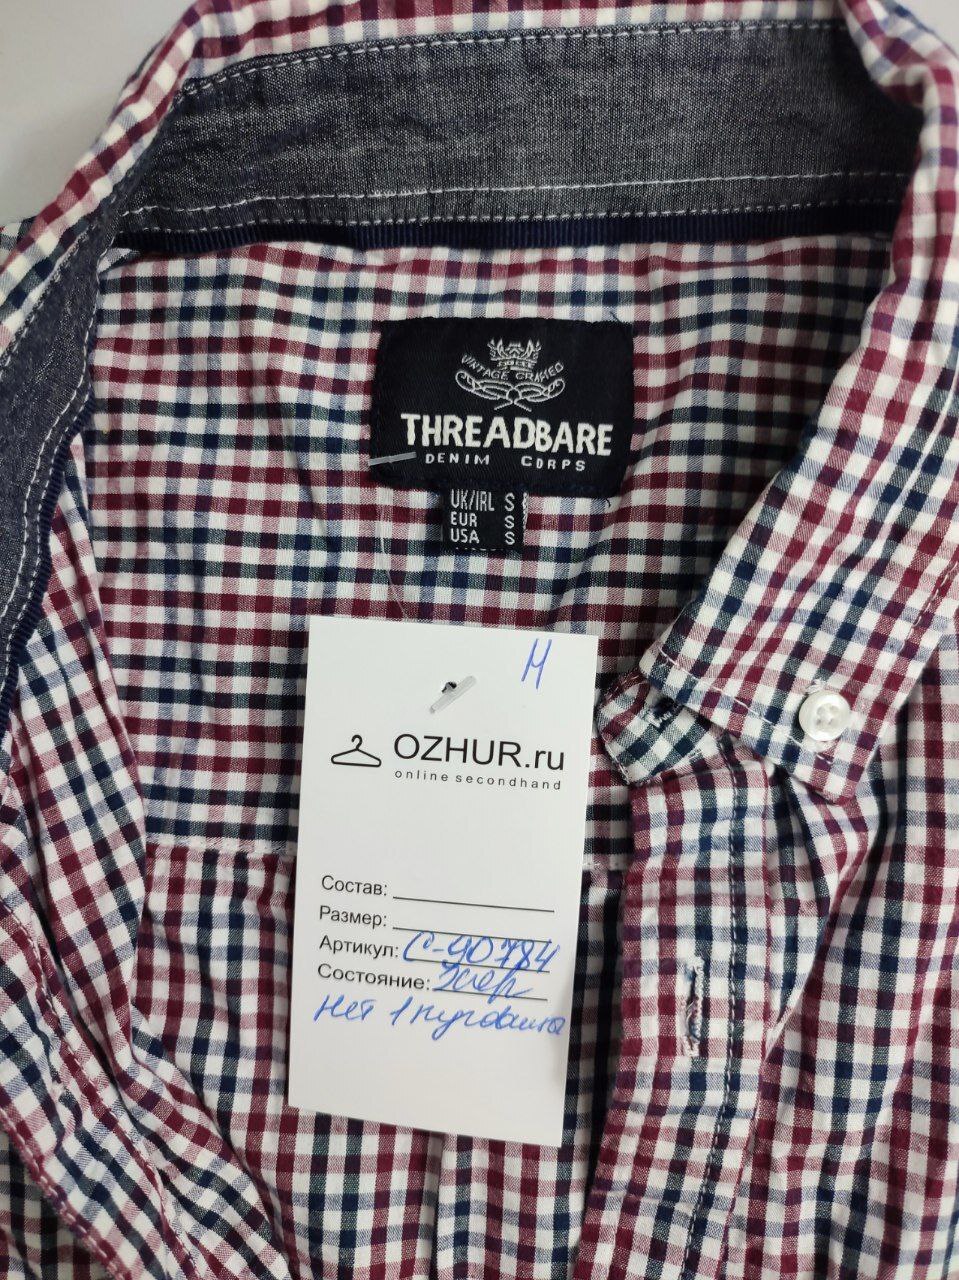 VINTAGE CRAFTED
THREADBARE
DENIM CORPS
UK/IRL S
EUR S
USA S
М
OZHUR.ru
online secondhand
Состав:
Размер:
Артикул: С-90784
Состояние:
Нет 1 пуговицы